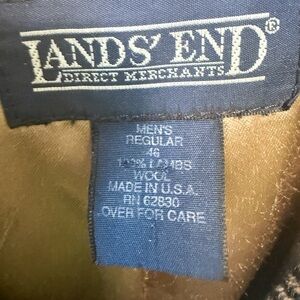 LANDS' END®
DIRECT MERCHANTS
MEN'S
REGULAR
46
100% LAMBS
WOOL
MADE IN U.S.A.
RN 62830
OVER FOR CARE